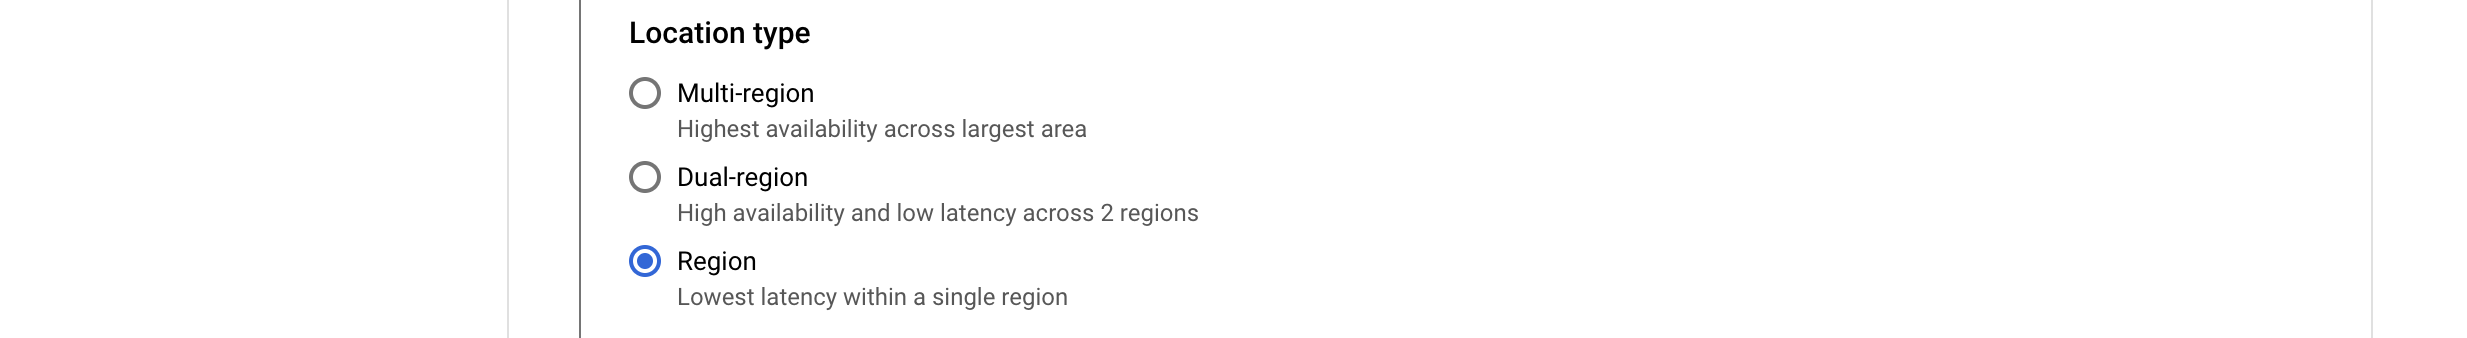 Location type
Multi-region
Highest availability across largest area
Dual-region
High availability and low latency across 2 regions
Region
Lowest latency within a single region